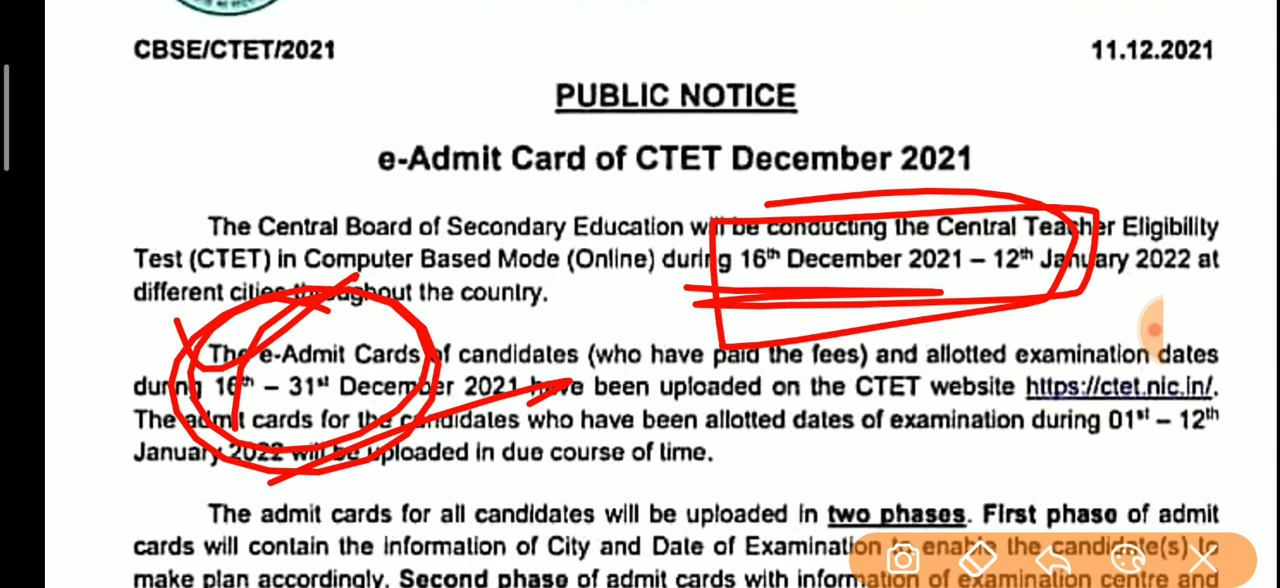 CBSE/CTET/2021 11.12.2021
PUBLIC NOTICE
e-Admit Card of CTET December 2021
The Central Board of Secondary Education will be conducting the Central Teacher Eligibility
Test (CTET) in Computer Based Mode (Online) during 16th December 2021 – 12th January 2022 at
different cities throughout the country.
The e-Admit Cards of candidates (who have paid the fees) and allotted examination dates
during 16th – 31st December 2021 have been uploaded on the CTET website https://ctet.nic.in/.
The admit cards for the candidates who have been allotted dates of examination during 01st – 12th
January 2022 will be uploaded in due course of time.
The admit cards for all candidates will be uploaded in two phases. First phase of admit
cards will contain the information of City and Date of Examination to enable the candidate(s) to
make plan accordingly. Second phase of admit cards with information of examination centre and